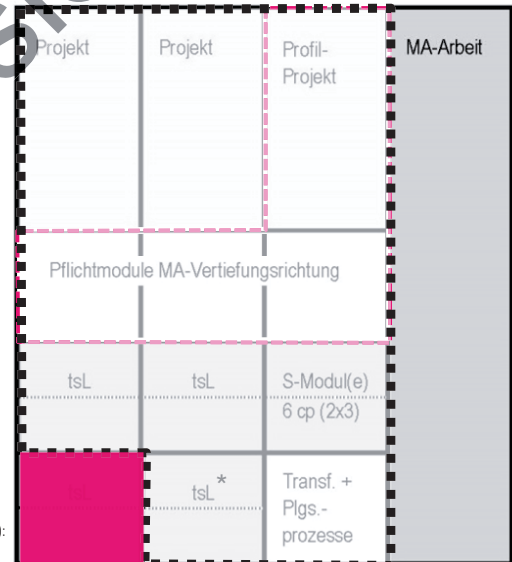 Projekt Projekt Profil-
Projekt
MA-Arbeit
Pflichtmodule MA-Vertiefungsrichtung
tsL tsL S-Modul(e)
6 cp (2x3)
tsL tsL* Transf. +
Plgs.-
prozesse
):